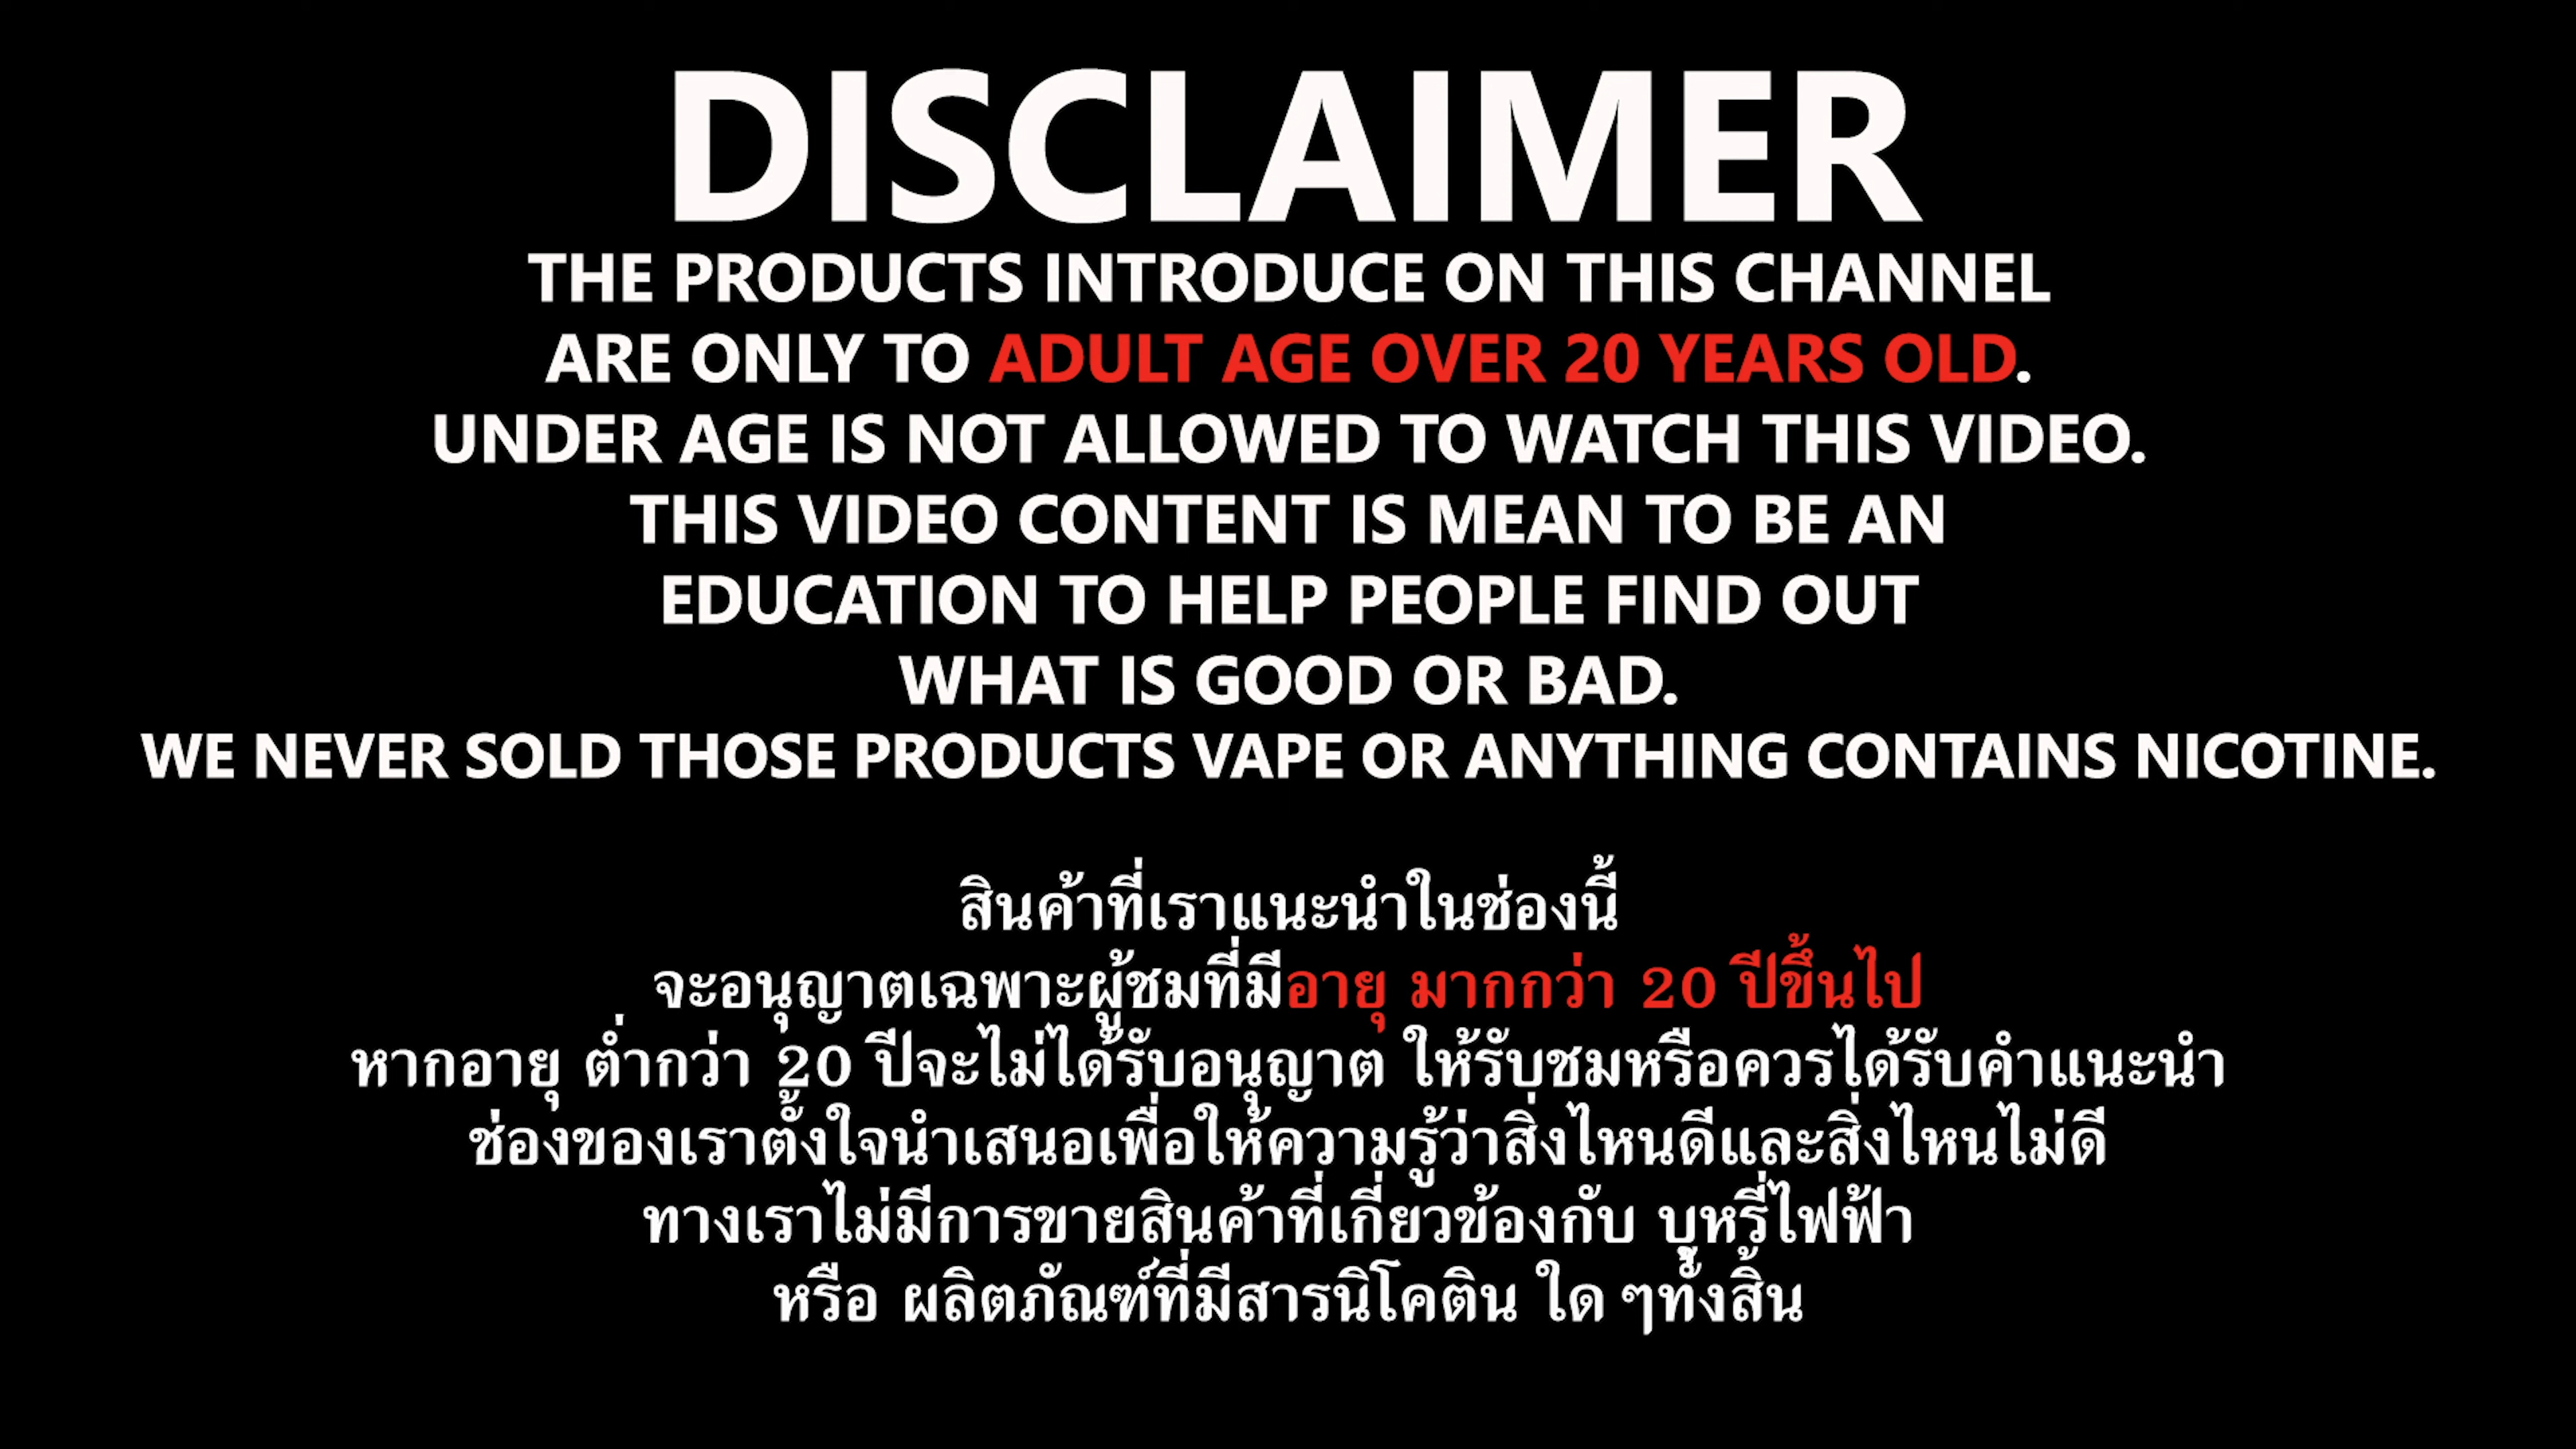 DISCLAIMER
THE PRODUCTS INTRODUCE ON THIS CHANNEL
ARE ONLY TO ADULT AGE OVER 20 YEARS OLD.
UNDER AGE IS NOT ALLOWED TO WATCH THIS VIDEO.
THIS VIDEO CONTENT IS MEAN TO BE AN
EDUCATION TO HELP PEOPLE FIND OUT
WHAT IS GOOD OR BAD.
WE NEVER SOLD THOSE PRODUCTS VAPE OR ANYTHING CONTAINS NICOTINE.
สินค้าที่เราแนะนำในช่องนี้
จะอนุญาตเฉพาะผู้ชมที่มีอายุ มากกว่า 20 ปีขึ้นไป
หากอายุ ต่ำกว่า 20 ปีจะไม่ได้รับอนุญาต ให้รับชมหรือควรได้รับคำแนะนำ
ช่องของเราตั้งใจนำเสนอเพื่อให้ความรู้ว่าสิ่งไหนดีและสิ่งไหนไม่ดี
ทางเราไม่มีการขายสินค้าที่เกี่ยวข้องกับ บุหรี่ไฟฟ้า
หรือ ผลิตภัณฑ์ที่มีสารนิโคติน ใด ๆทั้งสิ้น